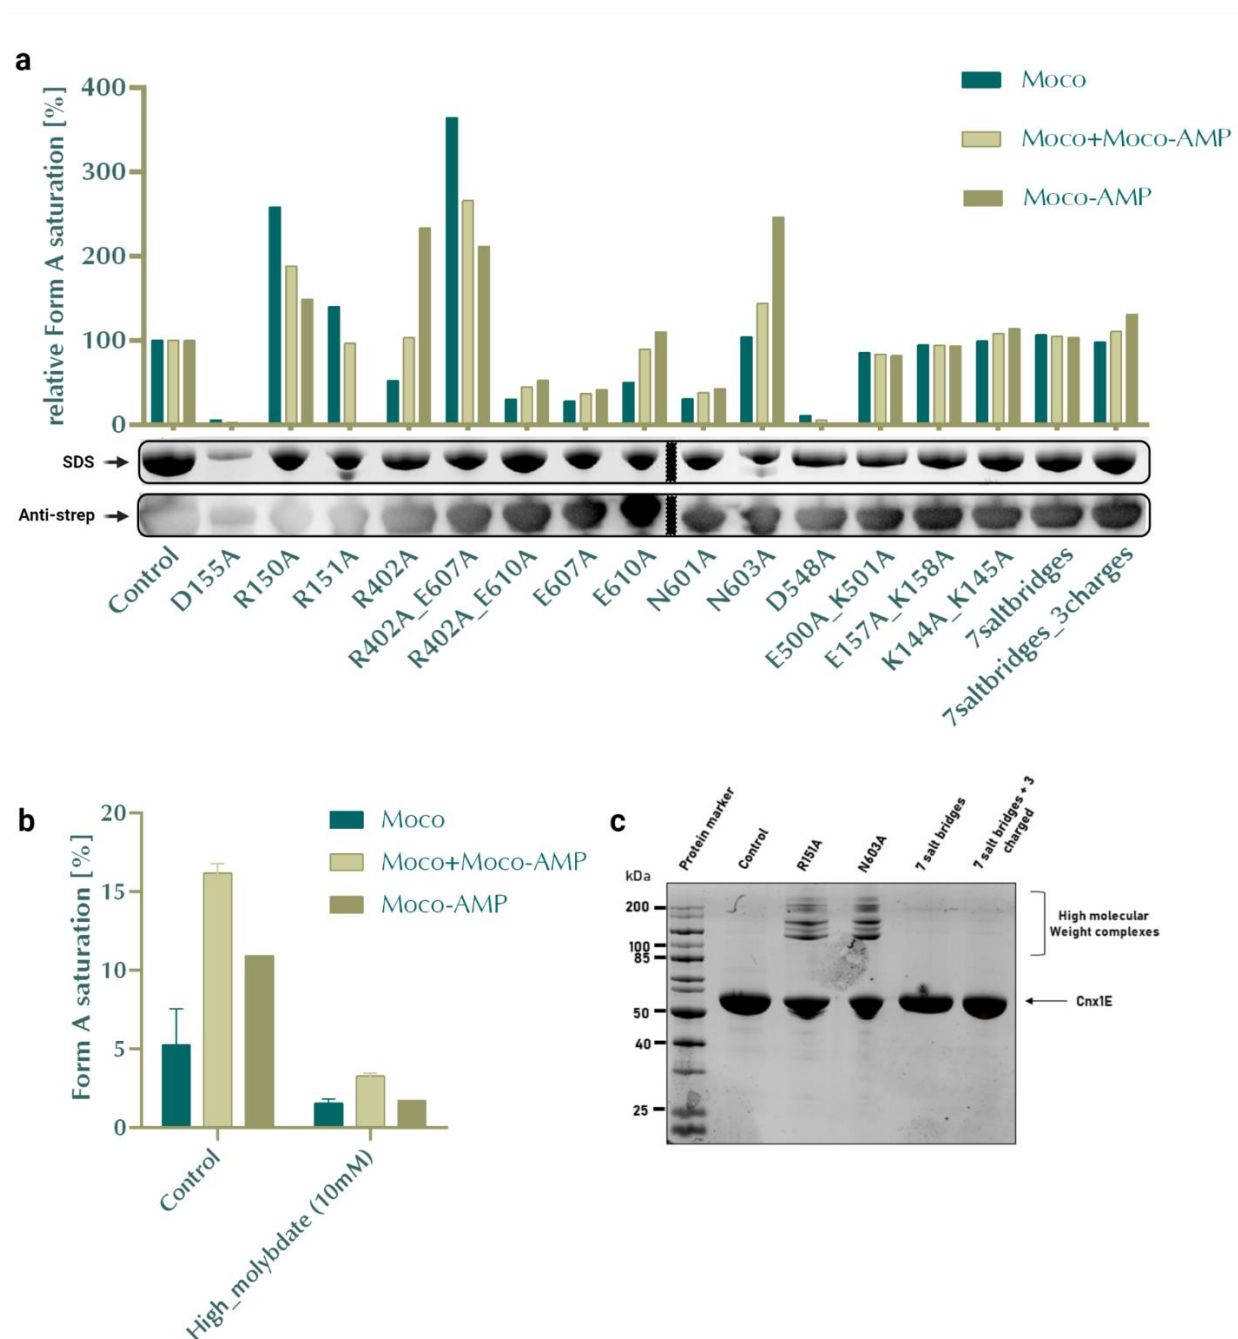 a
relative Form A saturation [%]
400
300
200
100
0
Moco
Moco+Moco-AMP
Moco-AMP
SDS
Anti-strep
Control
D155A
R150A
R151A
R402A
R402A_E607A
R402A_E610A
E607A
E610A
N601A
N603A
D548A
E500A_K501A
E157A_K158A
K144A_K145A
7saltbridges
7saltbridges_3charges
b
Form A saturation [%]
20
15
10
5
0
Moco
Moco+Moco-AMP
Moco-AMP
Control
High_molybdate (10mM)
c
kDa
Protein marker
Control
R151A
N603A
7 salt bridges
7 salt bridges + 3
charged
200
100
85
50
40
25
High molecular
Weight complexes
Cnx1E